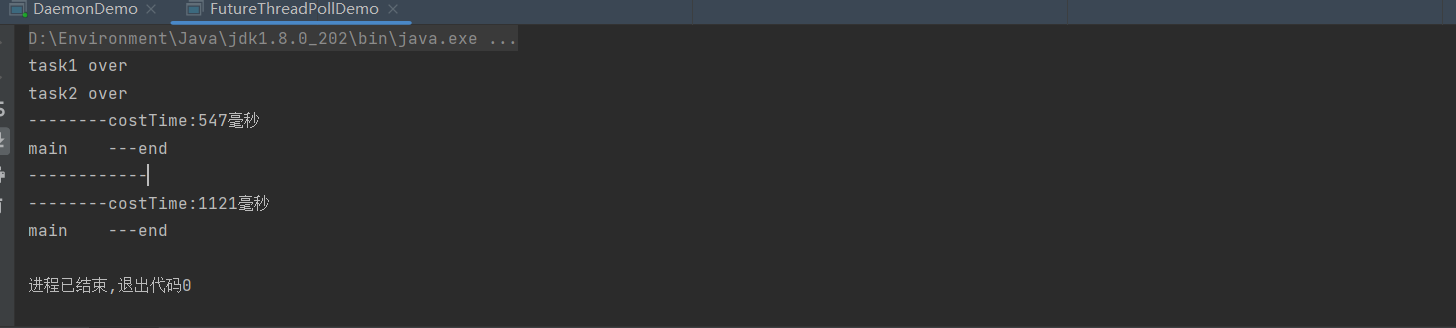 DaemonDemo × FutureThreadPollDemo ×
D:\Environment\Java\jdk1.8.0_202\bin\java.exe ...
task1 over
task2 over
--------costTime:547毫秒
main    ---end
------------
--------costTime:1121毫秒
main    ---end
进程已结束,退出代码0